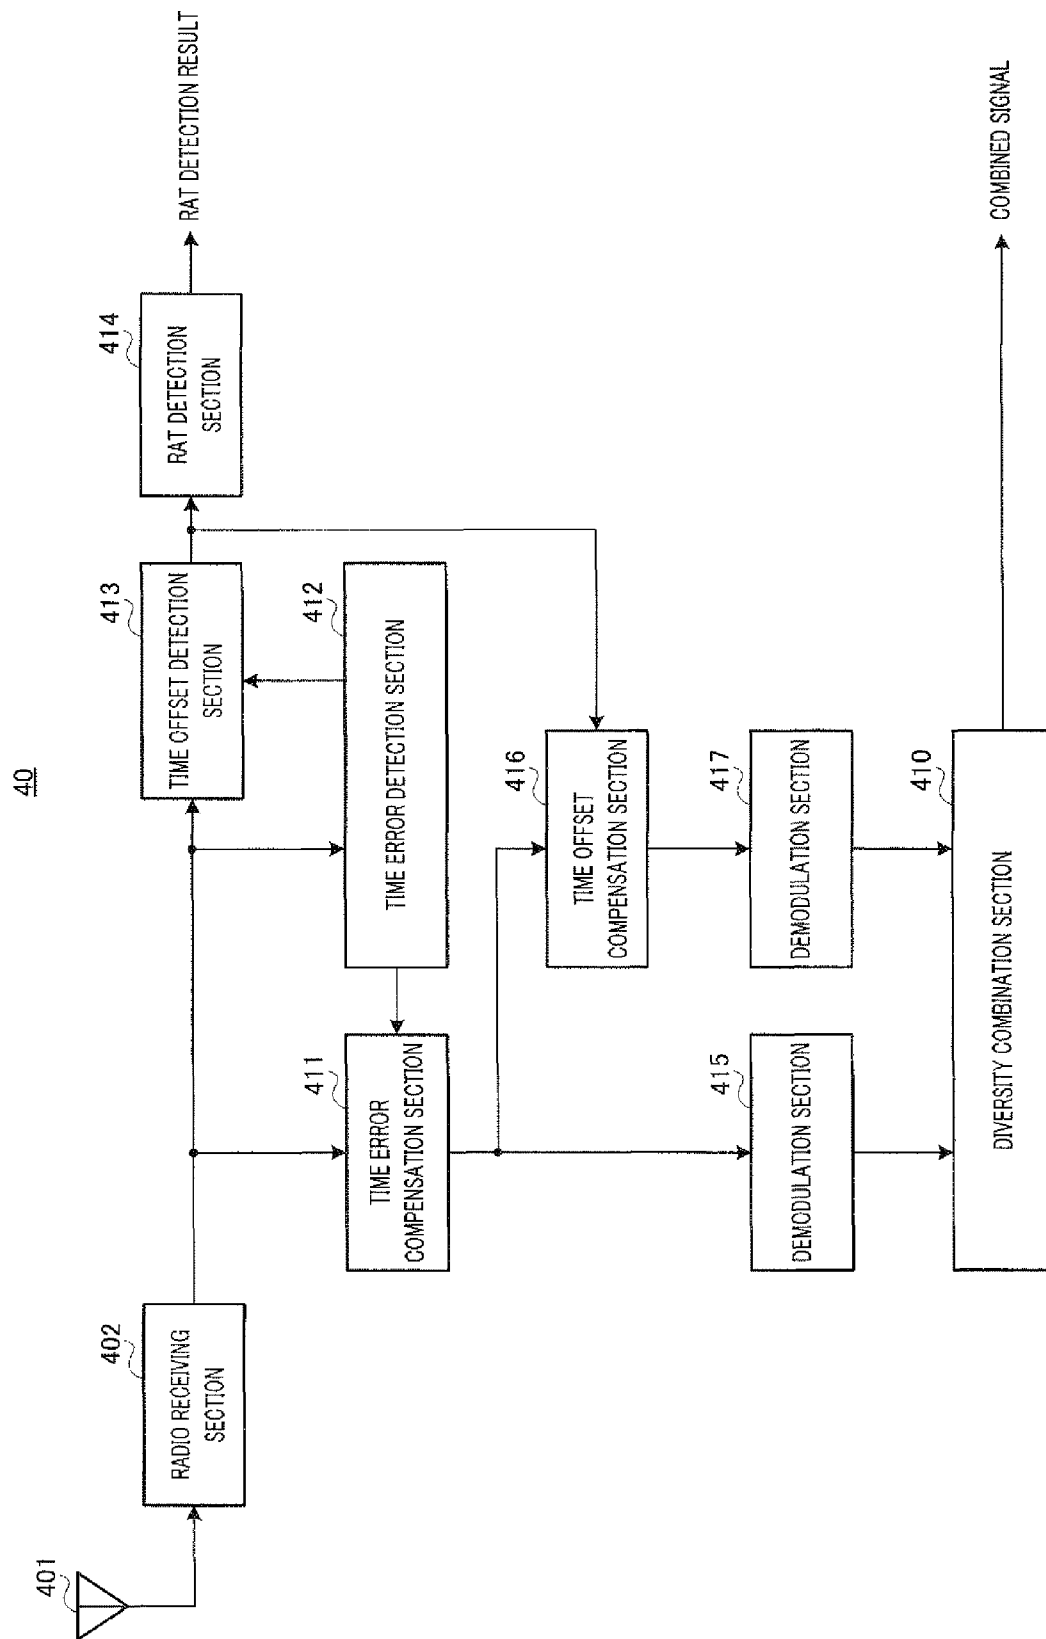 40
401
402
RADIO RECEIVING
SECTION
413
TIME OFFSET DETECTION
SECTION
414
RAT DETECTION
SECTION
RAT DETECTION RESULT
411
TIME ERROR
COMPENSATION SECTION
412
TIME ERROR DETECTION SECTION
416
TIME OFFSET
COMPENSATION SECTION
415
DEMODULATION SECTION
417
DEMODULATION SECTION
410
DIVERSITY COMBINATION SECTION
COMBINED SIGNAL